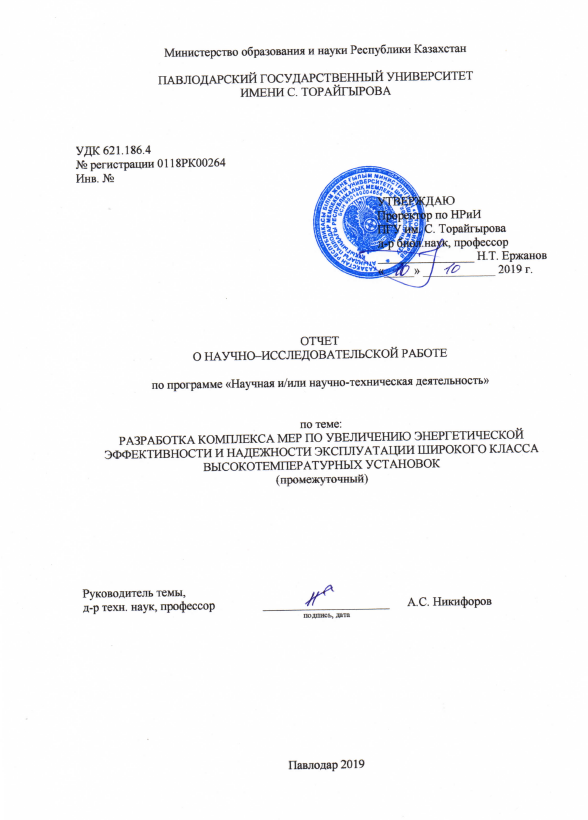 Министерство образования и науки Республики Казахстан
ПАВЛОДАРСКИЙ ГОСУДАРСТВЕННЫЙ УНИВЕРСИТЕТ
ИМЕНИ С. ТОРАЙГЫРОВА
УДК 621.186.4
№ регистрации 0118РК00264
Инв. №
УТВЕРЖДАЮ
Проректор по НРиИ
ПГУ им. С. Торайгырова
д-р биол.наук, профессор
Н.Т. Ержанов
« 10 » 10 2019 г.
ОТЧЕТ
О НАУЧНО–ИССЛЕДОВАТЕЛЬСКОЙ РАБОТЕ
по программе «Научная и/или научно-техническая деятельность»
по теме:
РАЗРАБОТКА КОМПЛЕКСА МЕР ПО УВЕЛИЧЕНИЮ ЭНЕРГЕТИЧЕСКОЙ
ЭФФЕКТИВНОСТИ И НАДЕЖНОСТИ ЭКСПЛУАТАЦИИ ШИРОКОГО КЛАССА
ВЫСОКОТЕМПЕРАТУРНЫХ УСТАНОВОК
(промежуточный)
Руководитель темы,
д-р техн. наук, профессор
А.С. Никифоров
подпись, дата
Павлодар 2019